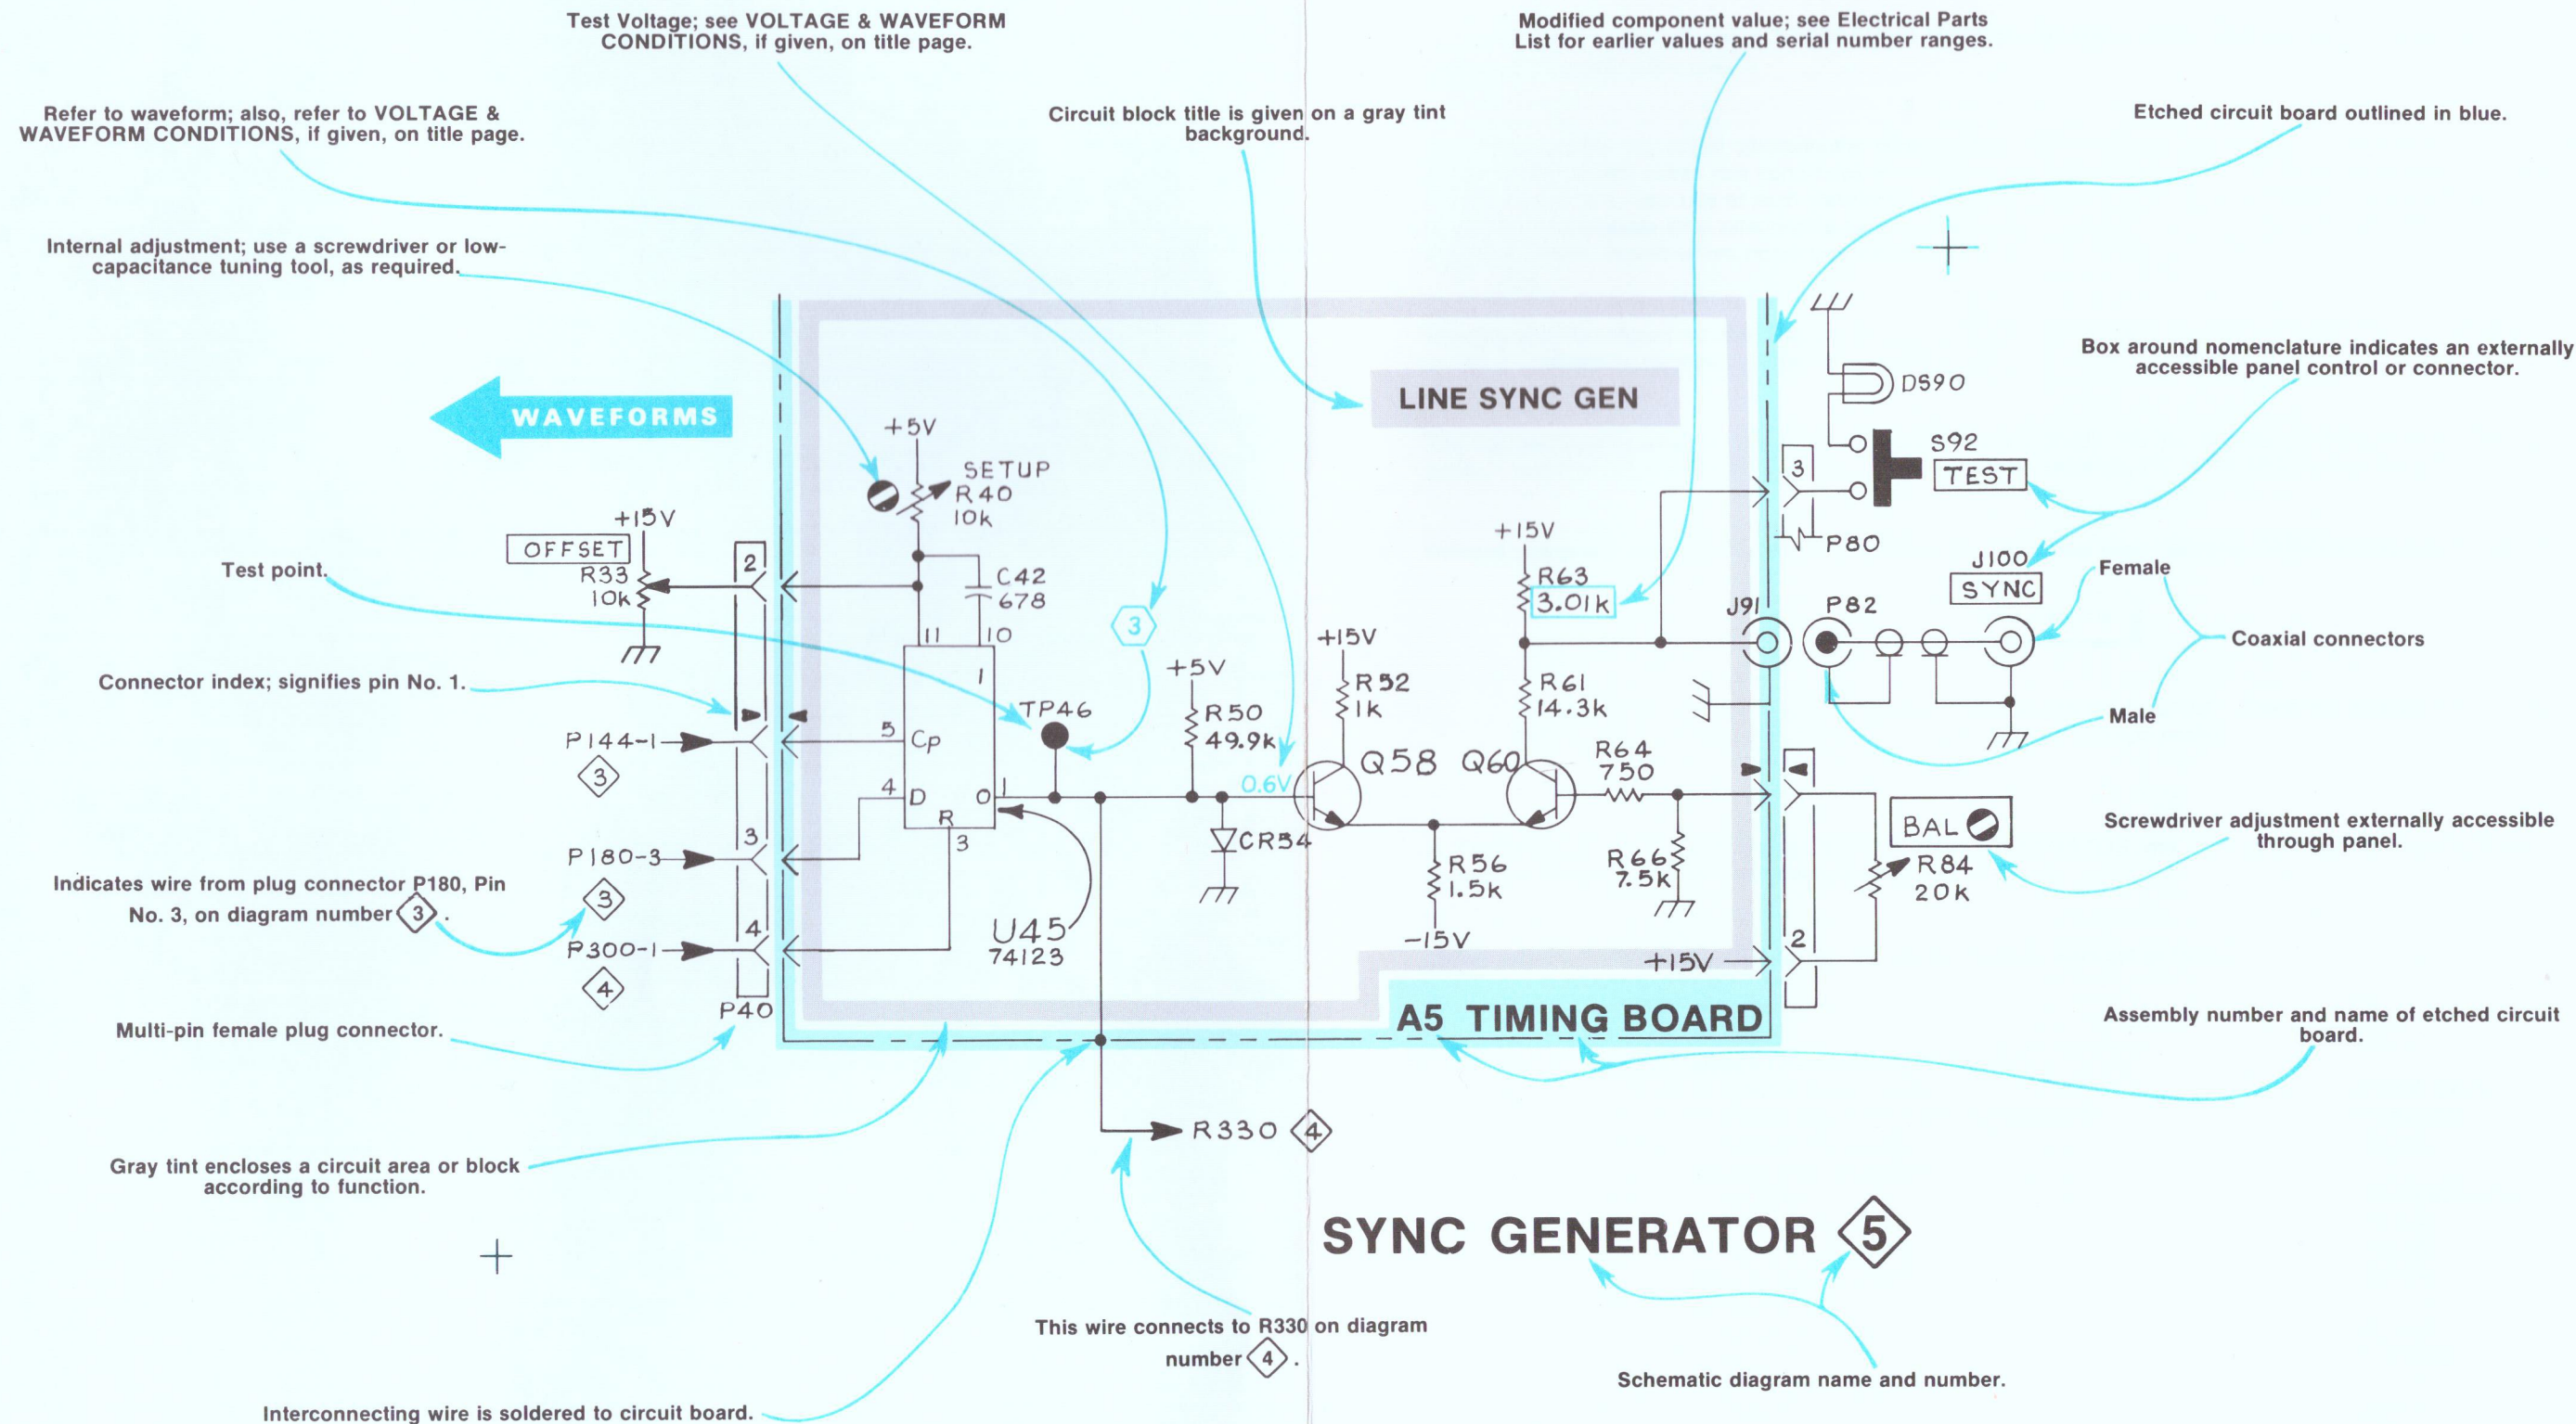 Test Voltage; see VOLTAGE & WAVEFORM
CONDITIONS, if given, on title page.
Modified component value; see Electrical Parts
List for earlier values and serial number ranges.
Refer to waveform; also, refer to VOLTAGE &
WAVEFORM CONDITIONS, if given, on title page.
Circuit block title is given on a gray tint
background.
Etched circuit board outlined in blue.
Internal adjustment; use a screwdriver or low-
capacitance tuning tool, as required.
Box around nomenclature indicates an externally
accessible panel control or connector.
WAVEFORMS
LINE SYNC GEN
DS90
+5V
SETUP
R40
10k
S92
TEST
3
P80
+15V
OFFSET
R33
10k
2
C42
678
11
10
Test point.
3
+15V
R63
3.01k
J100
SYNC
Female
J91
P82
Coaxial connectors
Male
+15V
R52
1k
R61
14.3k
+5V
R50
49.9k
Connector index; signifies pin No. 1.
TP46
P144-1
3
5
CP
1
4
D
O
1
R
3
0.6V
Q58
Q60
R64
750
CR54
R56
1.5k
-15V
R66
7.5k
BAL
R84
20k
2
+15V
Screwdriver adjustment externally accessible
through panel.
P180-3
3
3
Indicates wire from plug connector P180, Pin
No. 3, on diagram number 3 .
P300-1
4
4
U45
74123
P40
Multi-pin female plug connector.
A5 TIMING BOARD
Assembly number and name of etched circuit
board.
R330 4
Gray tint encloses a circuit area or block
according to function.
SYNC GENERATOR 5
This wire connects to R330 on diagram
number 4 .
Schematic diagram name and number.
Interconnecting wire is soldered to circuit board.